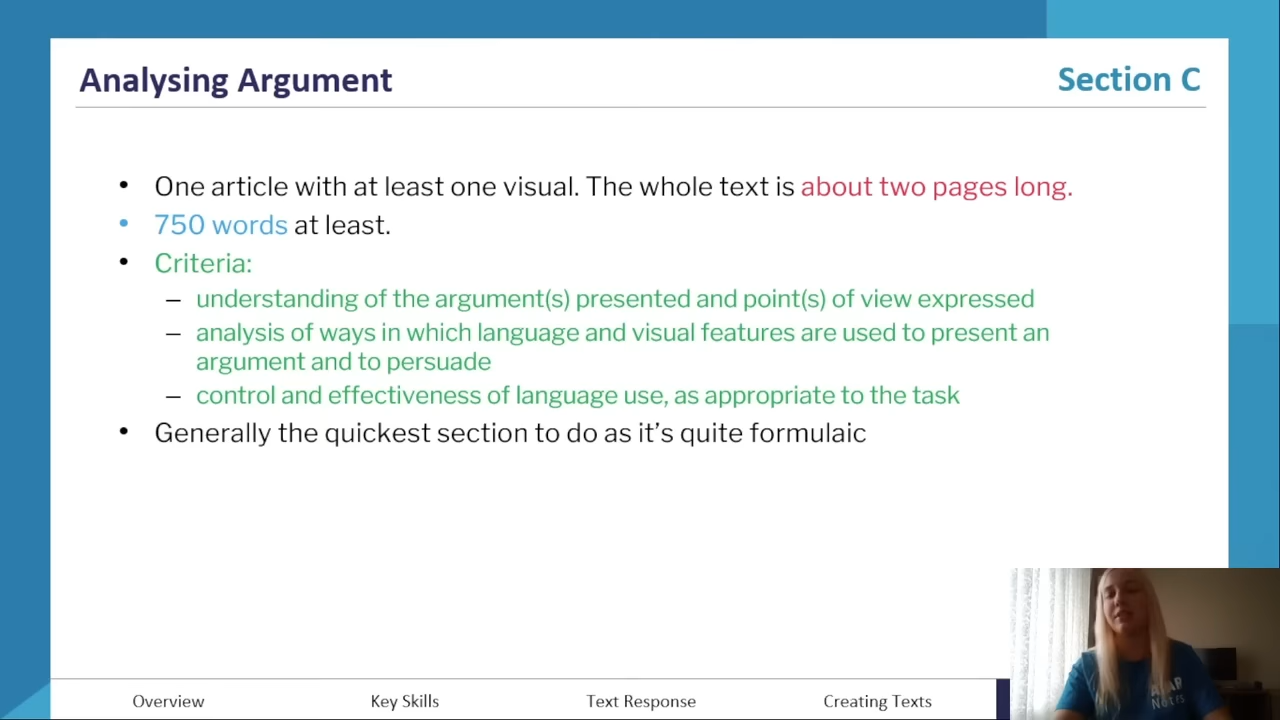 Analysing Argument
Section C
• One article with at least one visual. The whole text is about two pages long.
• 750 words at least.
• Criteria:
– understanding of the argument(s) presented and point(s) of view expressed
– analysis of ways in which language and visual features are used to present an
argument and to persuade
– control and effectiveness of language use, as appropriate to the task
• Generally the quickest section to do as it’s quite formulaic
Overview
Key Skills
Text Response
Creating Texts